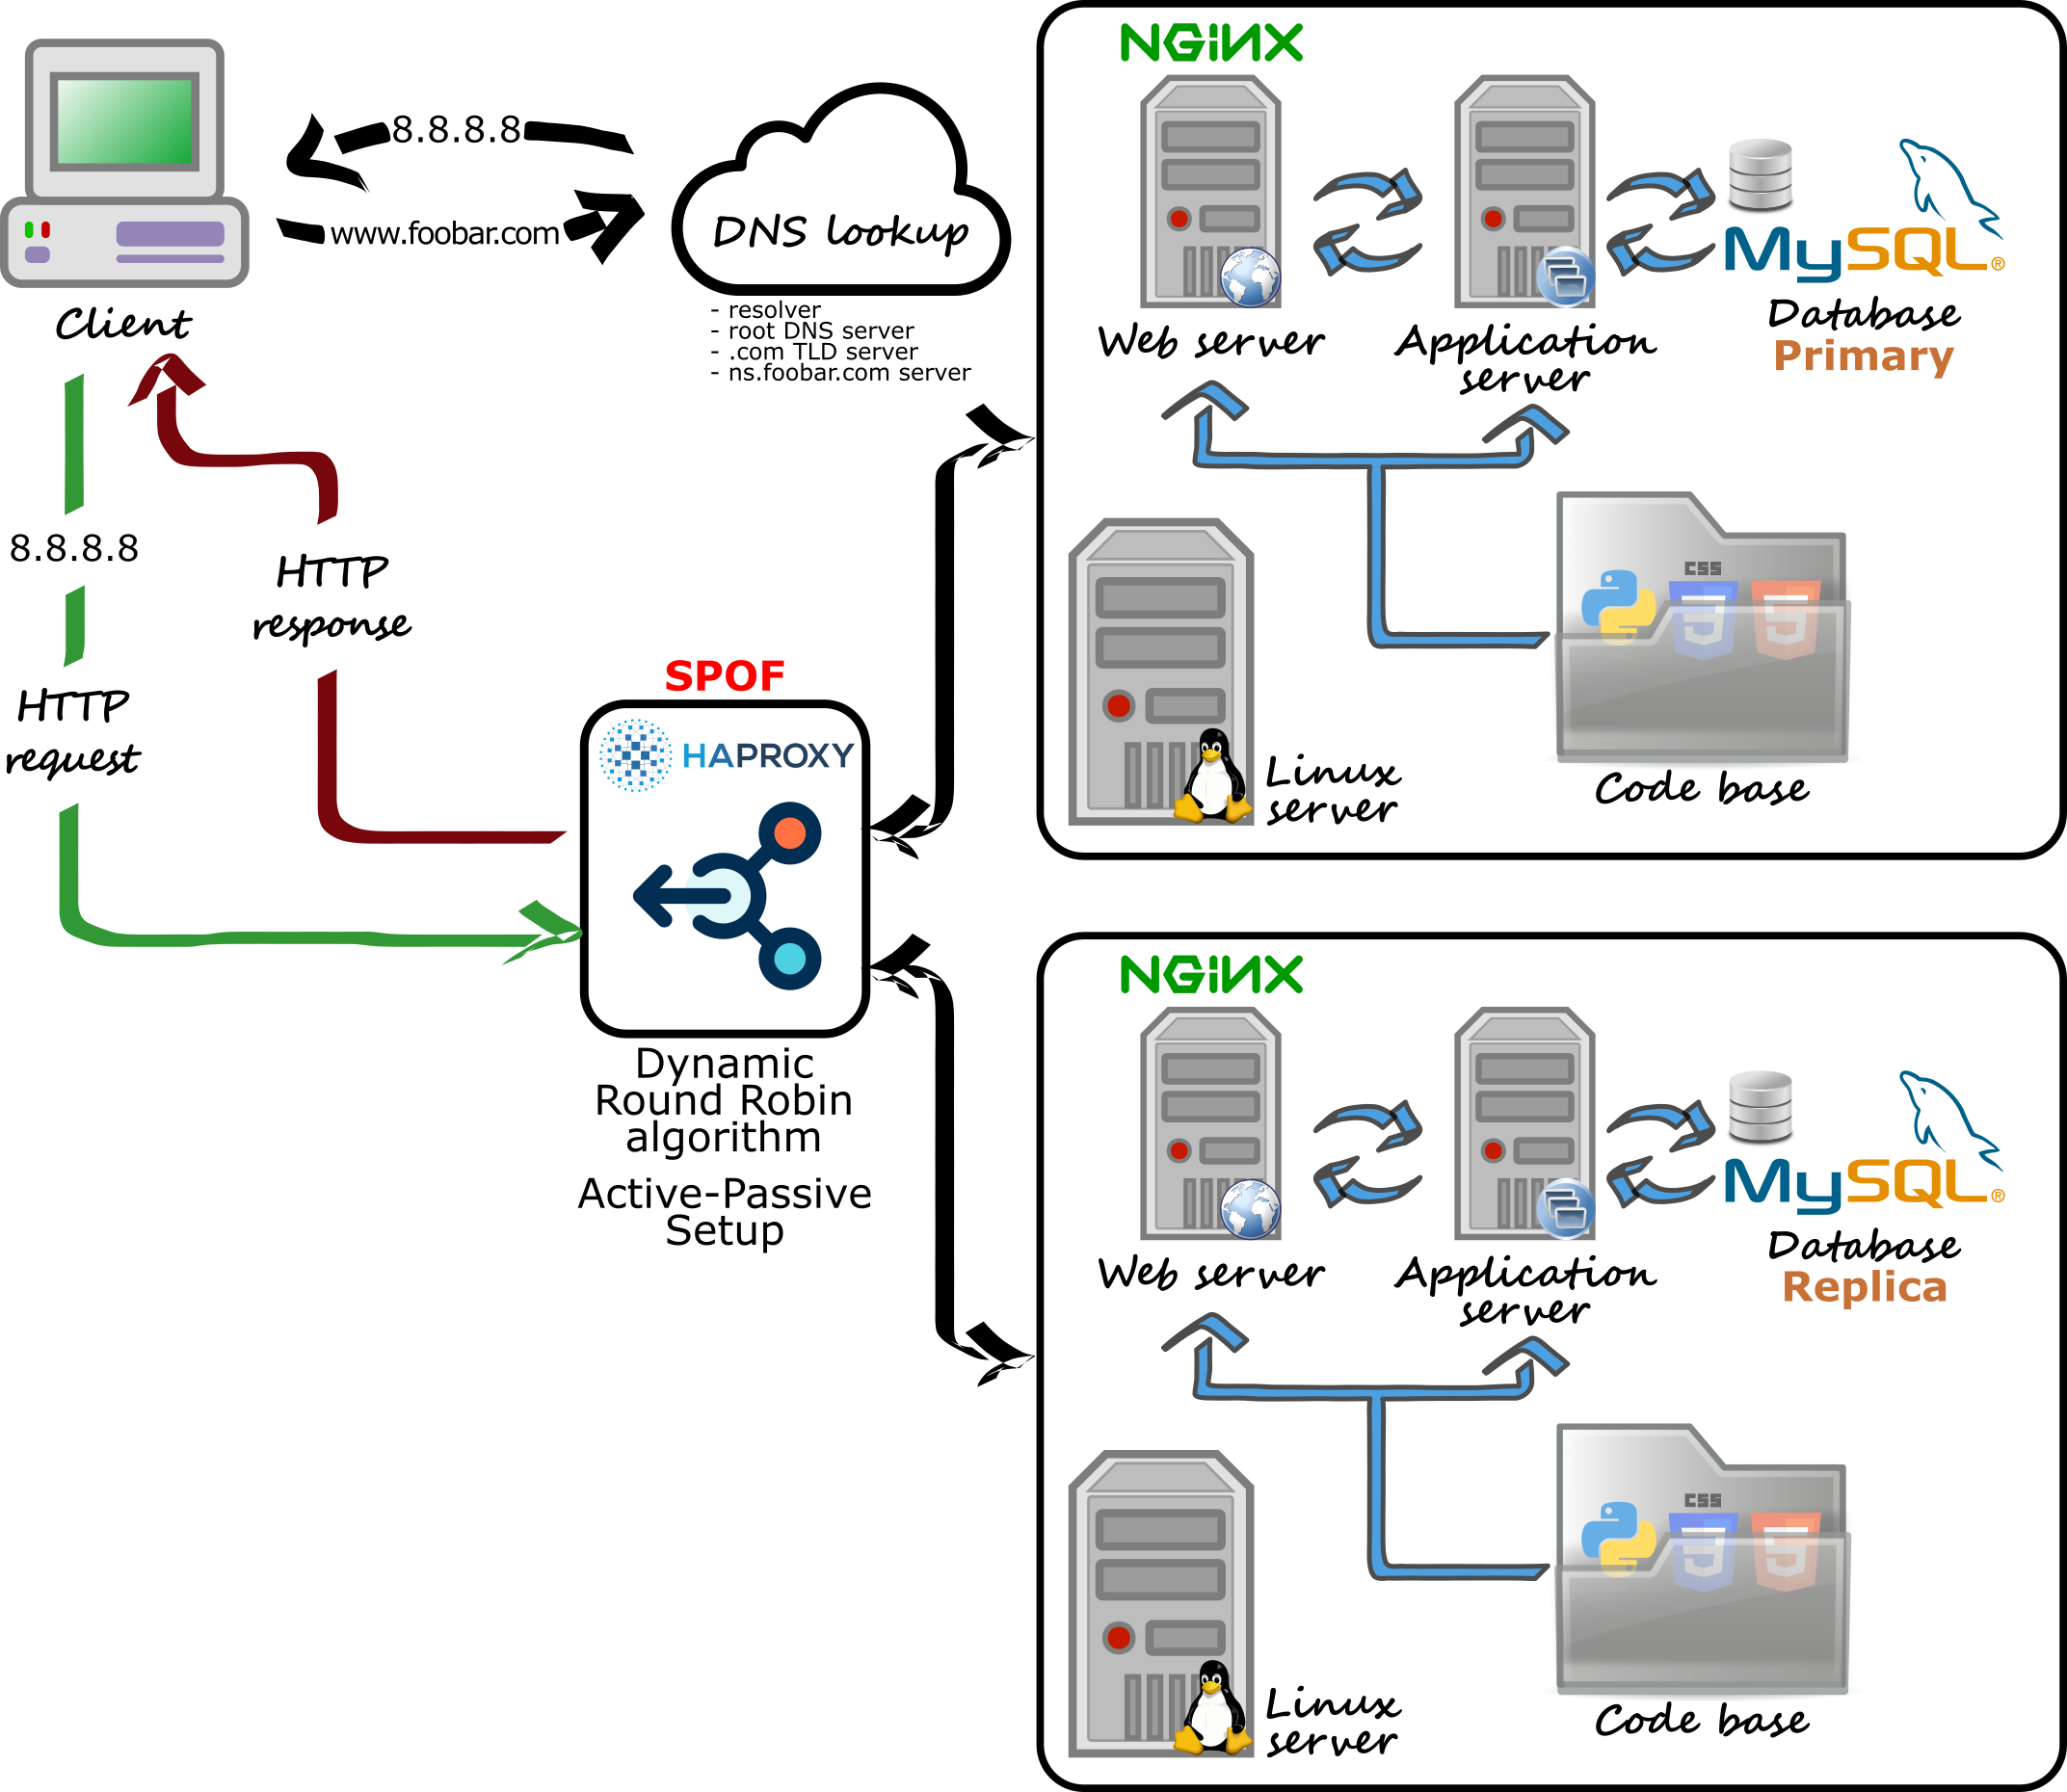 8.8.8.8
www.foobar.com
Client
DNS lookup
- resolver
- root DNS server
- .com TLD server
- ns.foobar.com server
8.8.8.8
HTTP
request
HTTP
response
SPOF
HAPROXY
Dynamic
Round Robin
algorithm
Active-Passive
Setup
NGiNX
Web server
Application
server
MySQL®
Database
Primary
Linux
server
CSS
Code base
NGiNX
Web server
Application
server
MySQL®
Database
Replica
Linux
server
CSS
Code base